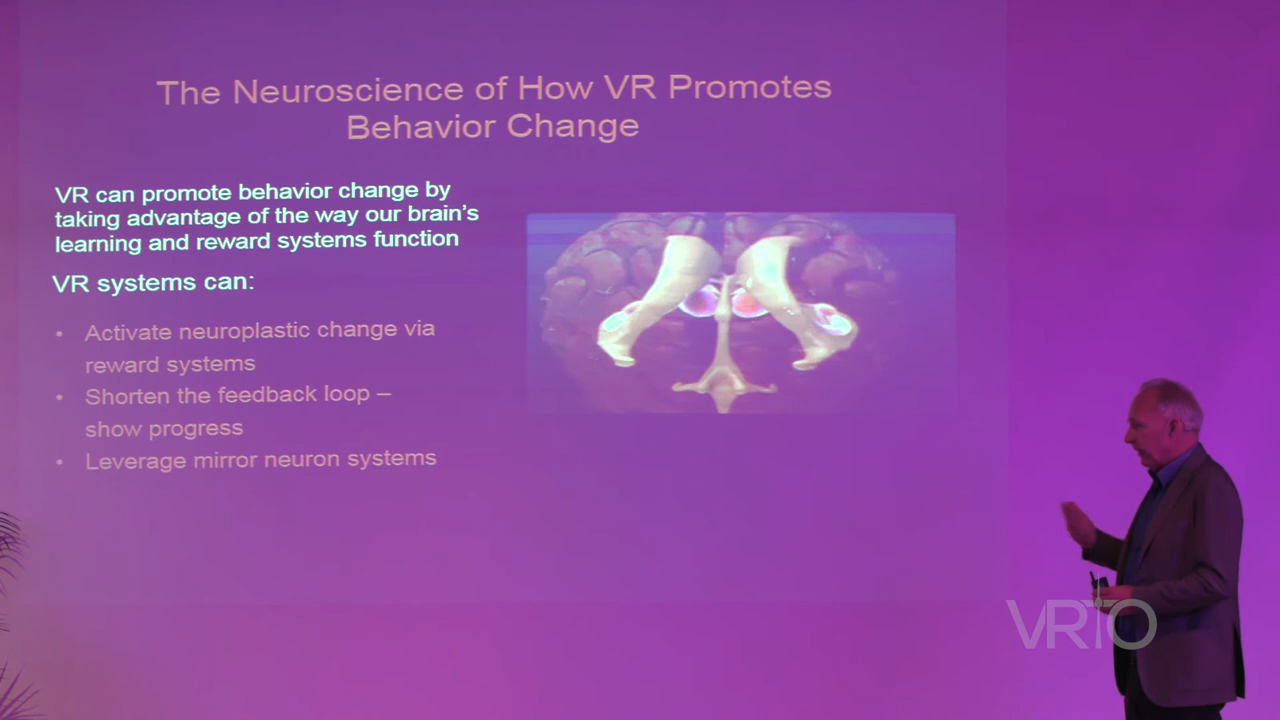 The Neuroscience of How VR Promotes
Behavior Change
VR can promote behavior change by
taking advantage of the way our brain's
learning and reward systems function
VR systems can:
• Activate neuroplastic change via
reward systems
• Shorten the feedback loop –
show progress
• Leverage mirror neuron systems
VRTO